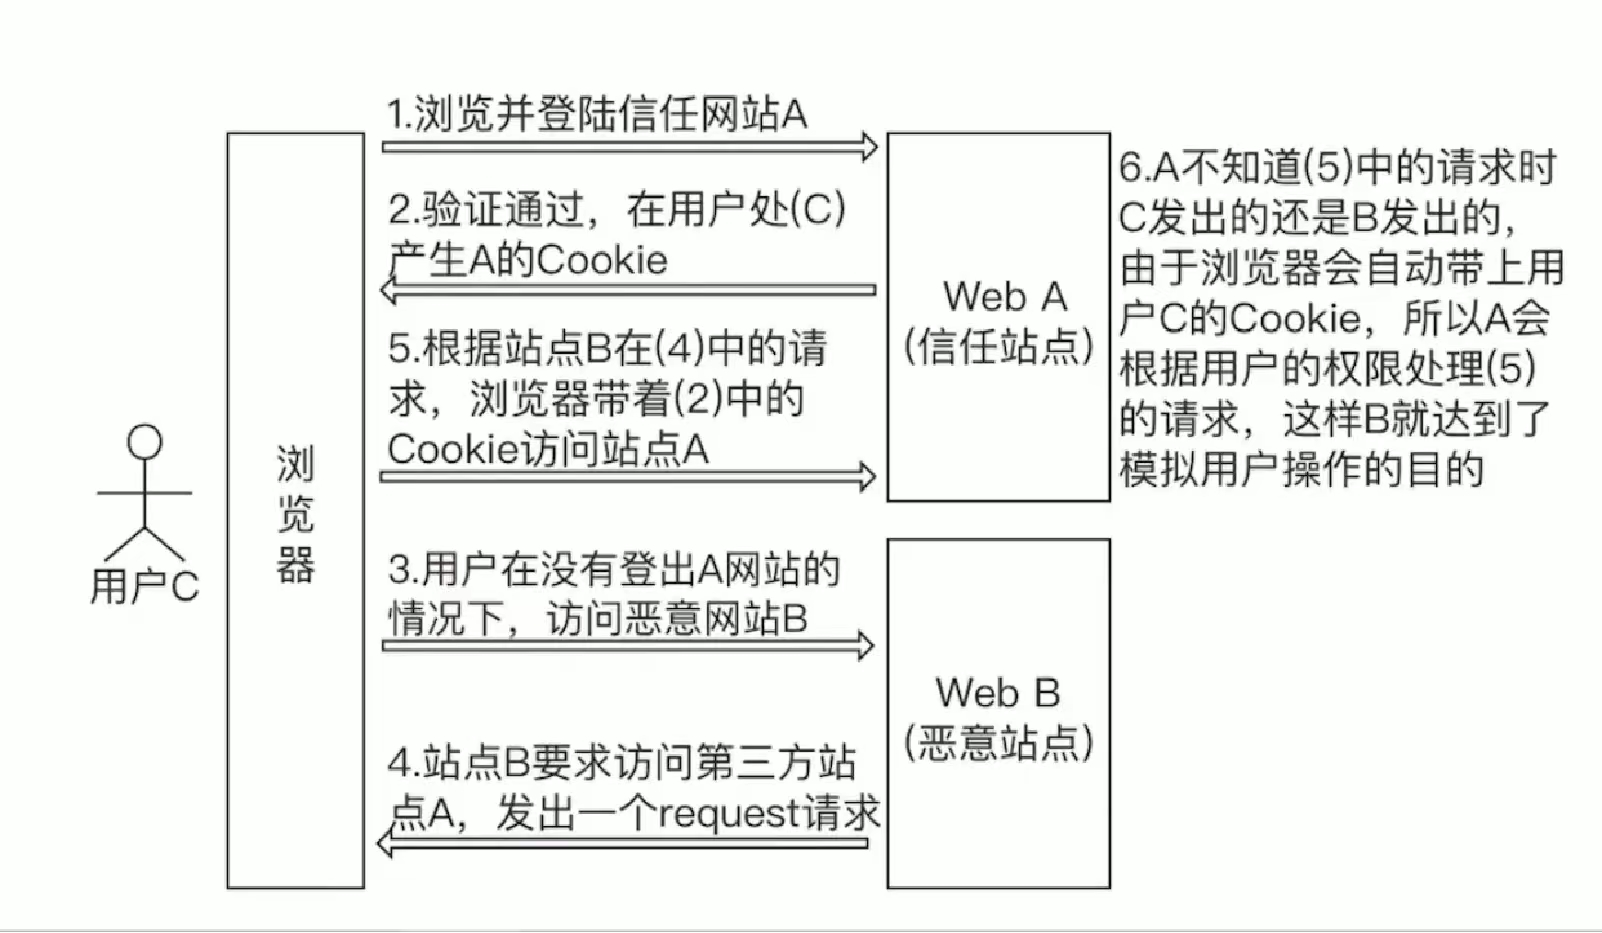 1.浏览并登陆信任网站A
2.验证通过，在用户处(C)
产生A的Cookie
5.根据站点B在(4)中的请
求，浏览器带着(2)中的
Cookie访问站点A
3.用户在没有登出A网站的
情况下，访问恶意网站B
4.站点B要求访问第三方站
点A，发出一个request请求
用户C
浏
览
器
Web A
(信任站点)
Web B
(恶意站点)
6.A不知道(5)中的请求时
C发出的还是B发出的，
由于浏览器会自动带上用
户C的Cookie，所以A会
根据用户的权限处理(5)
的请求，这样B就达到了
模拟用户操作的目的